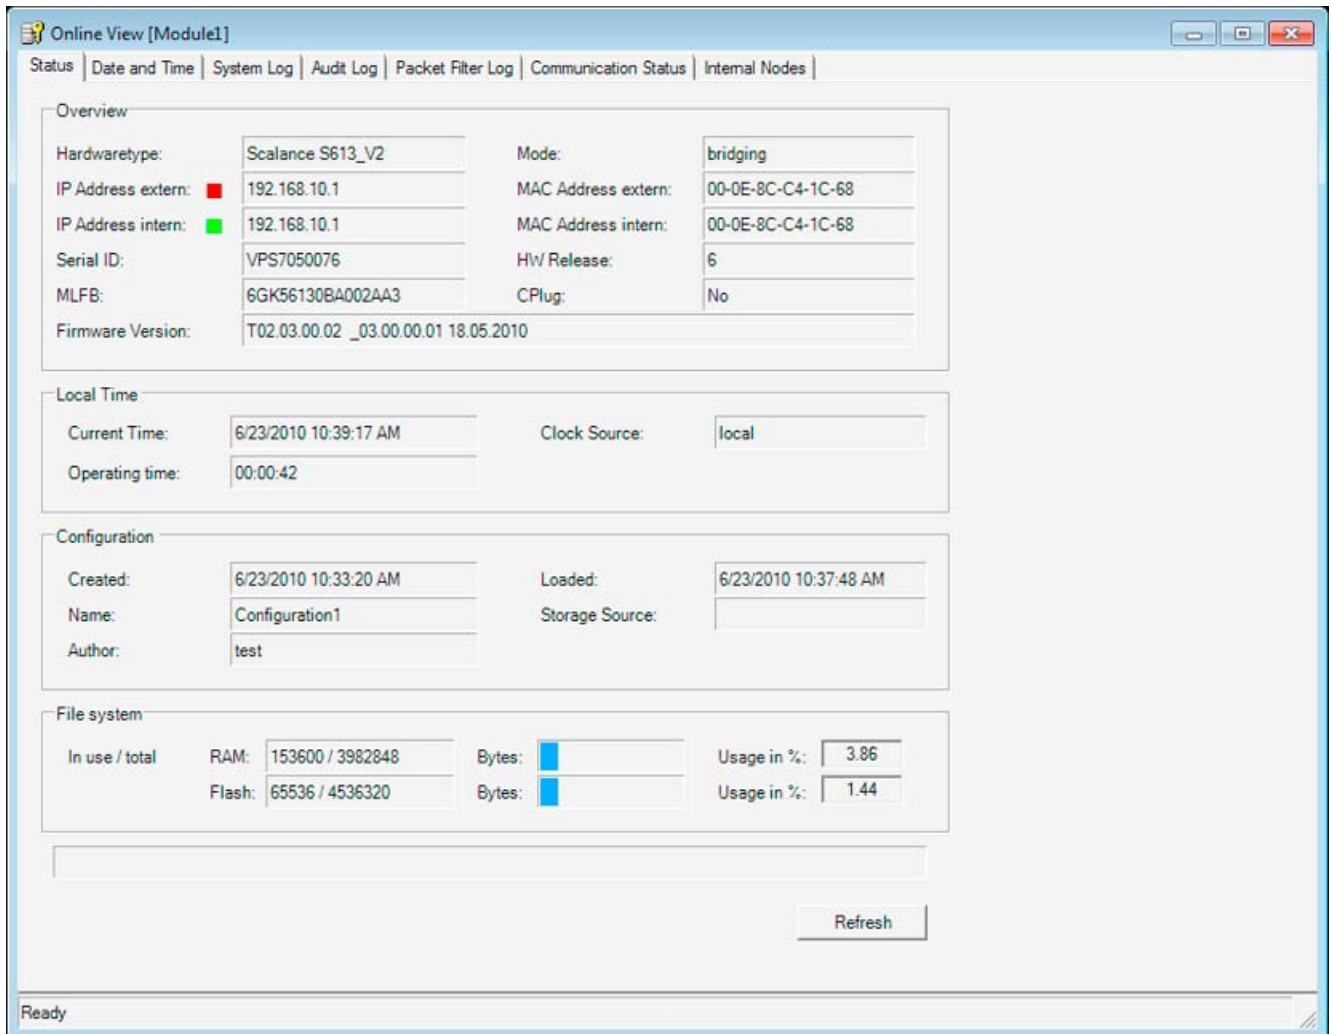 Online View [Module1]
Status Date and Time System Log Audit Log Packet Filter Log Communication Status Internal Nodes
Overview
Hardwaretype: Scalance S613_V2 Mode: bridging
IP Address extern: 192.168.10.1 MAC Address extern: 00-0E-8C-C4-1C-68
IP Address intern: 192.168.10.1 MAC Address intern: 00-0E-8C-C4-1C-68
Serial ID: VPS7050076 HW Release: 6
MLFB: 6GK56130BA002AA3 CPlug: No
Firmware Version: T02.03.00.02 _03.00.00.01 18.05.2010
Local Time
Current Time: 6/23/2010 10:39:17 AM Clock Source: local
Operating time: 00:00:42
Configuration
Created: 6/23/2010 10:33:20 AM Loaded: 6/23/2010 10:37:48 AM
Name: Configuration1 Storage Source:
Author: test
File system
In use / total RAM: 153600 / 3982848 Bytes: Usage in %: 3.86
Flash: 65536 / 4536320 Bytes: Usage in %: 1.44
Refresh
Ready